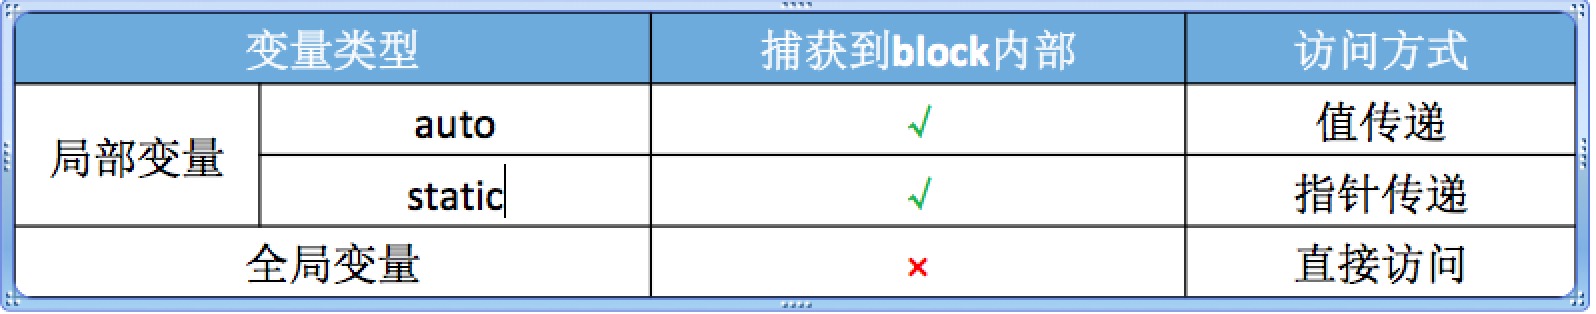 变量类型 捕获到block内部 访问方式
局部变量 auto √ 值传递
static √ 指针传递
全局变量 × 直接访问